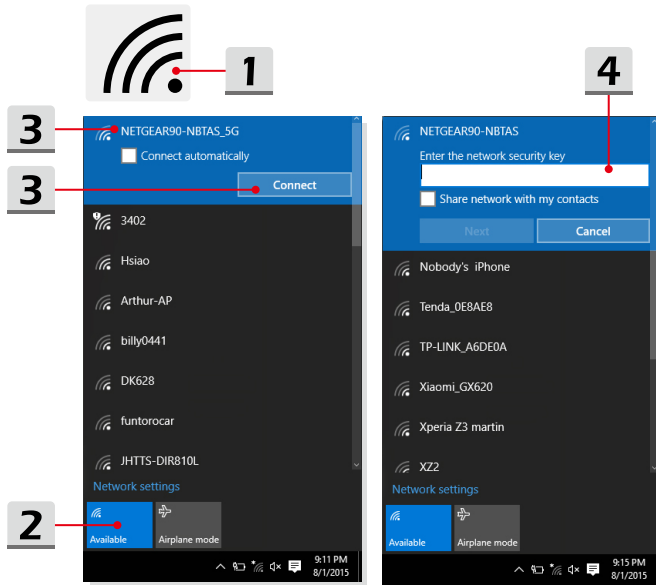 1
3
NETGEAR90-NBTAS_5G
Connect automatically
3
Connect
3402
Hsiao
Arthur-AP
billy0441
DK628
funtorocar
JHTTS-DIR810L
Network settings
2
Available
Airplane mode
9:11 PM
8/1/2015
4
NETGEAR90-NBTAS
Enter the network security key
Share network with my contacts
Next
Cancel
Nobody's iPhone
Tenda_0E8AE8
TP-LINK_A6DE0A
Xiaomi_GX620
Xperia Z3 martin
XZ2
Network settings
Available
Airplane mode
9:15 PM
8/1/2015